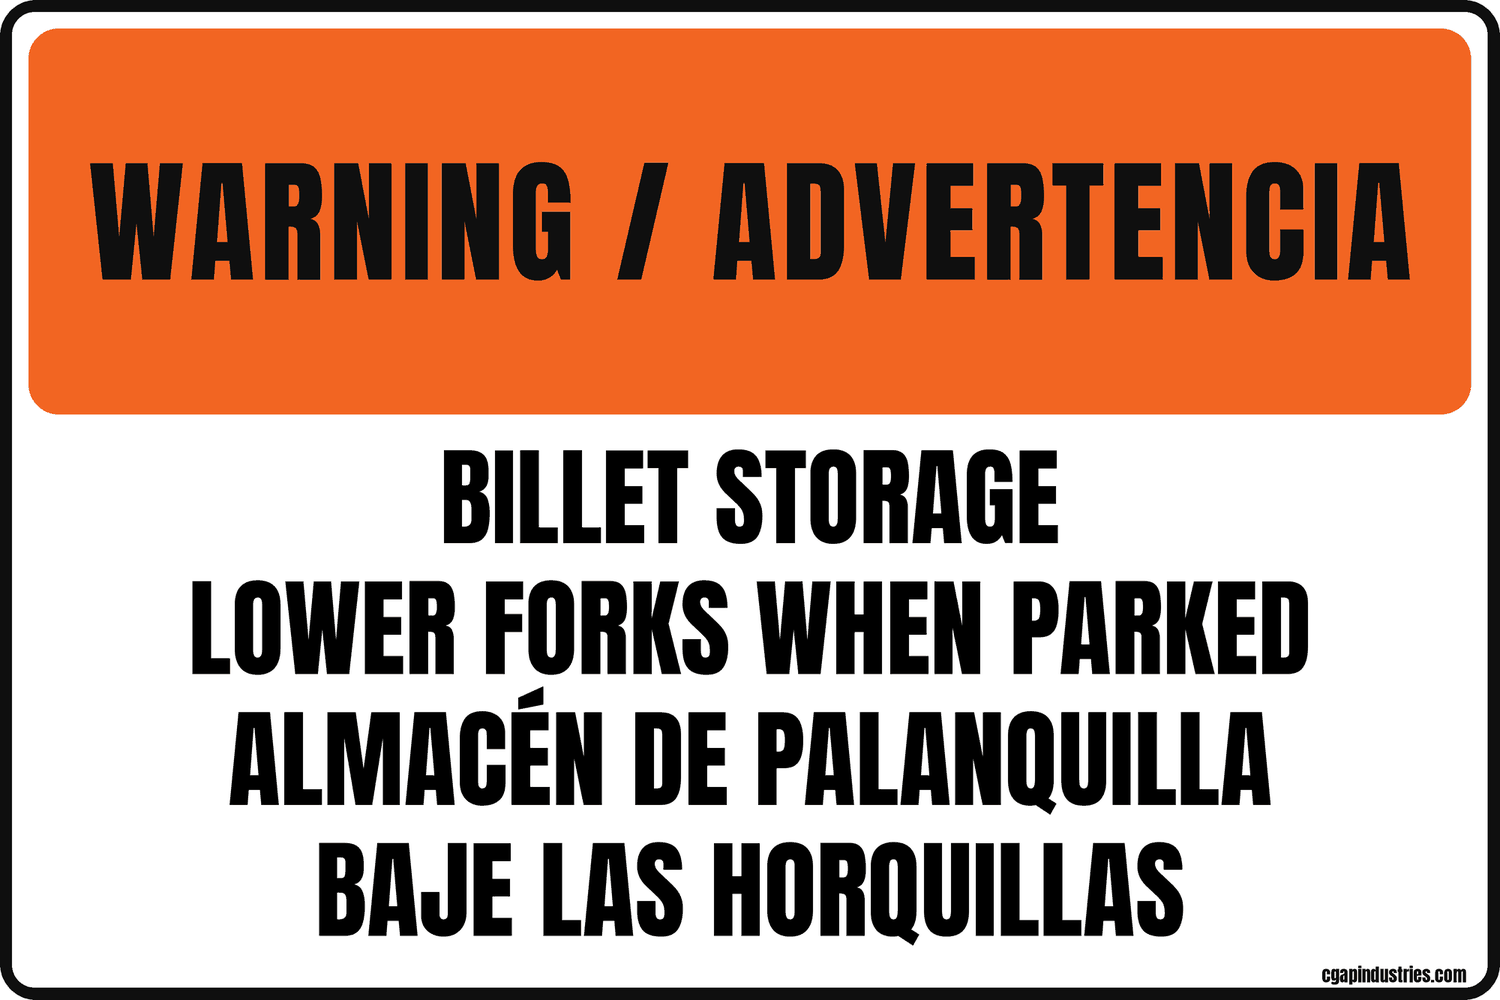 WARNING / ADVERTENCIA
BILLET STORAGE
LOWER FORKS WHEN PARKED
ALMACÉN DE PALANQUILLA
BAJE LAS HORQUILLAS
cgapindustries.com